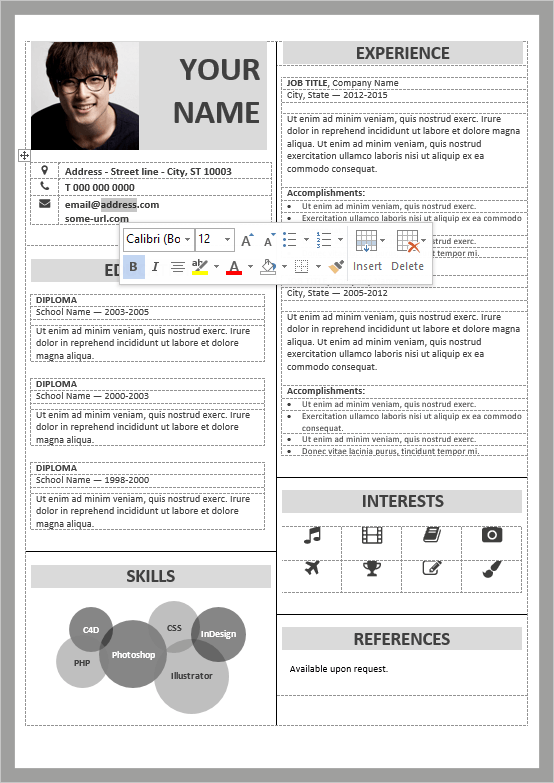 YOUR
NAME
Address - Street line - City, ST 10003
T 000 000 0000
email@address.com
some-url.com
Calibri (Bo
12
A
A
Insert
Delete
B
I
ab
A
ED
DIPLOMA
School Name — 2003-2005
Ut enim ad minim veniam, quis nostrud exerc. Irure
dolor in reprehend incididunt ut labore et dolore
magna aliqua.
DIPLOMA
School Name — 2000-2003
Ut enim ad minim veniam, quis nostrud exerc. Irure
dolor in reprehend incididunt ut labore et dolore
magna aliqua.
DIPLOMA
School Name — 1998-2000
Ut enim ad minim veniam, quis nostrud exerc. Irure
dolor in reprehend incididunt ut labore et dolore
magna aliqua.
SKILLS
C4D
CSS
InDesign
PHP
Photoshop
Illustrator
EXPERIENCE
JOB TITLE, Company Name
City, State — 2012-2015
Ut enim ad minim veniam, quis nostrud exerc. Irure
dolor in reprehend incididunt ut labore et dolore magna
aliqua. Ut enim ad minim veniam, quis nostrud
exercitation ullamco laboris nisi ut aliquip ex ea
commodo consequat.
Accomplishments:
• Ut enim ad minim veniam, quis nostrud exerc.
• Exercitation ullamco laboris nisi ut aliquip ex ea commodo
d exerc.
t tempor mi.
City, State — 2005-2012
Ut enim ad minim veniam, quis nostrud exerc. Irure
dolor in reprehend incididunt ut labore et dolore magna
aliqua. Ut enim ad minim veniam, quis nostrud
exercitation ullamco laboris nisi ut aliquip ex ea
commodo consequat.
Accomplishments:
• Ut enim ad minim veniam, quis nostrud exerc.
• Exercitation ullamco laboris nisi ut aliquip ex ea commodo
consequat.
• Ut enim ad minim veniam, quis nostrud exerc.
• Donec vitae lacinia purus, tincidunt tempor mi.
INTERESTS
REFERENCES
Available upon request.